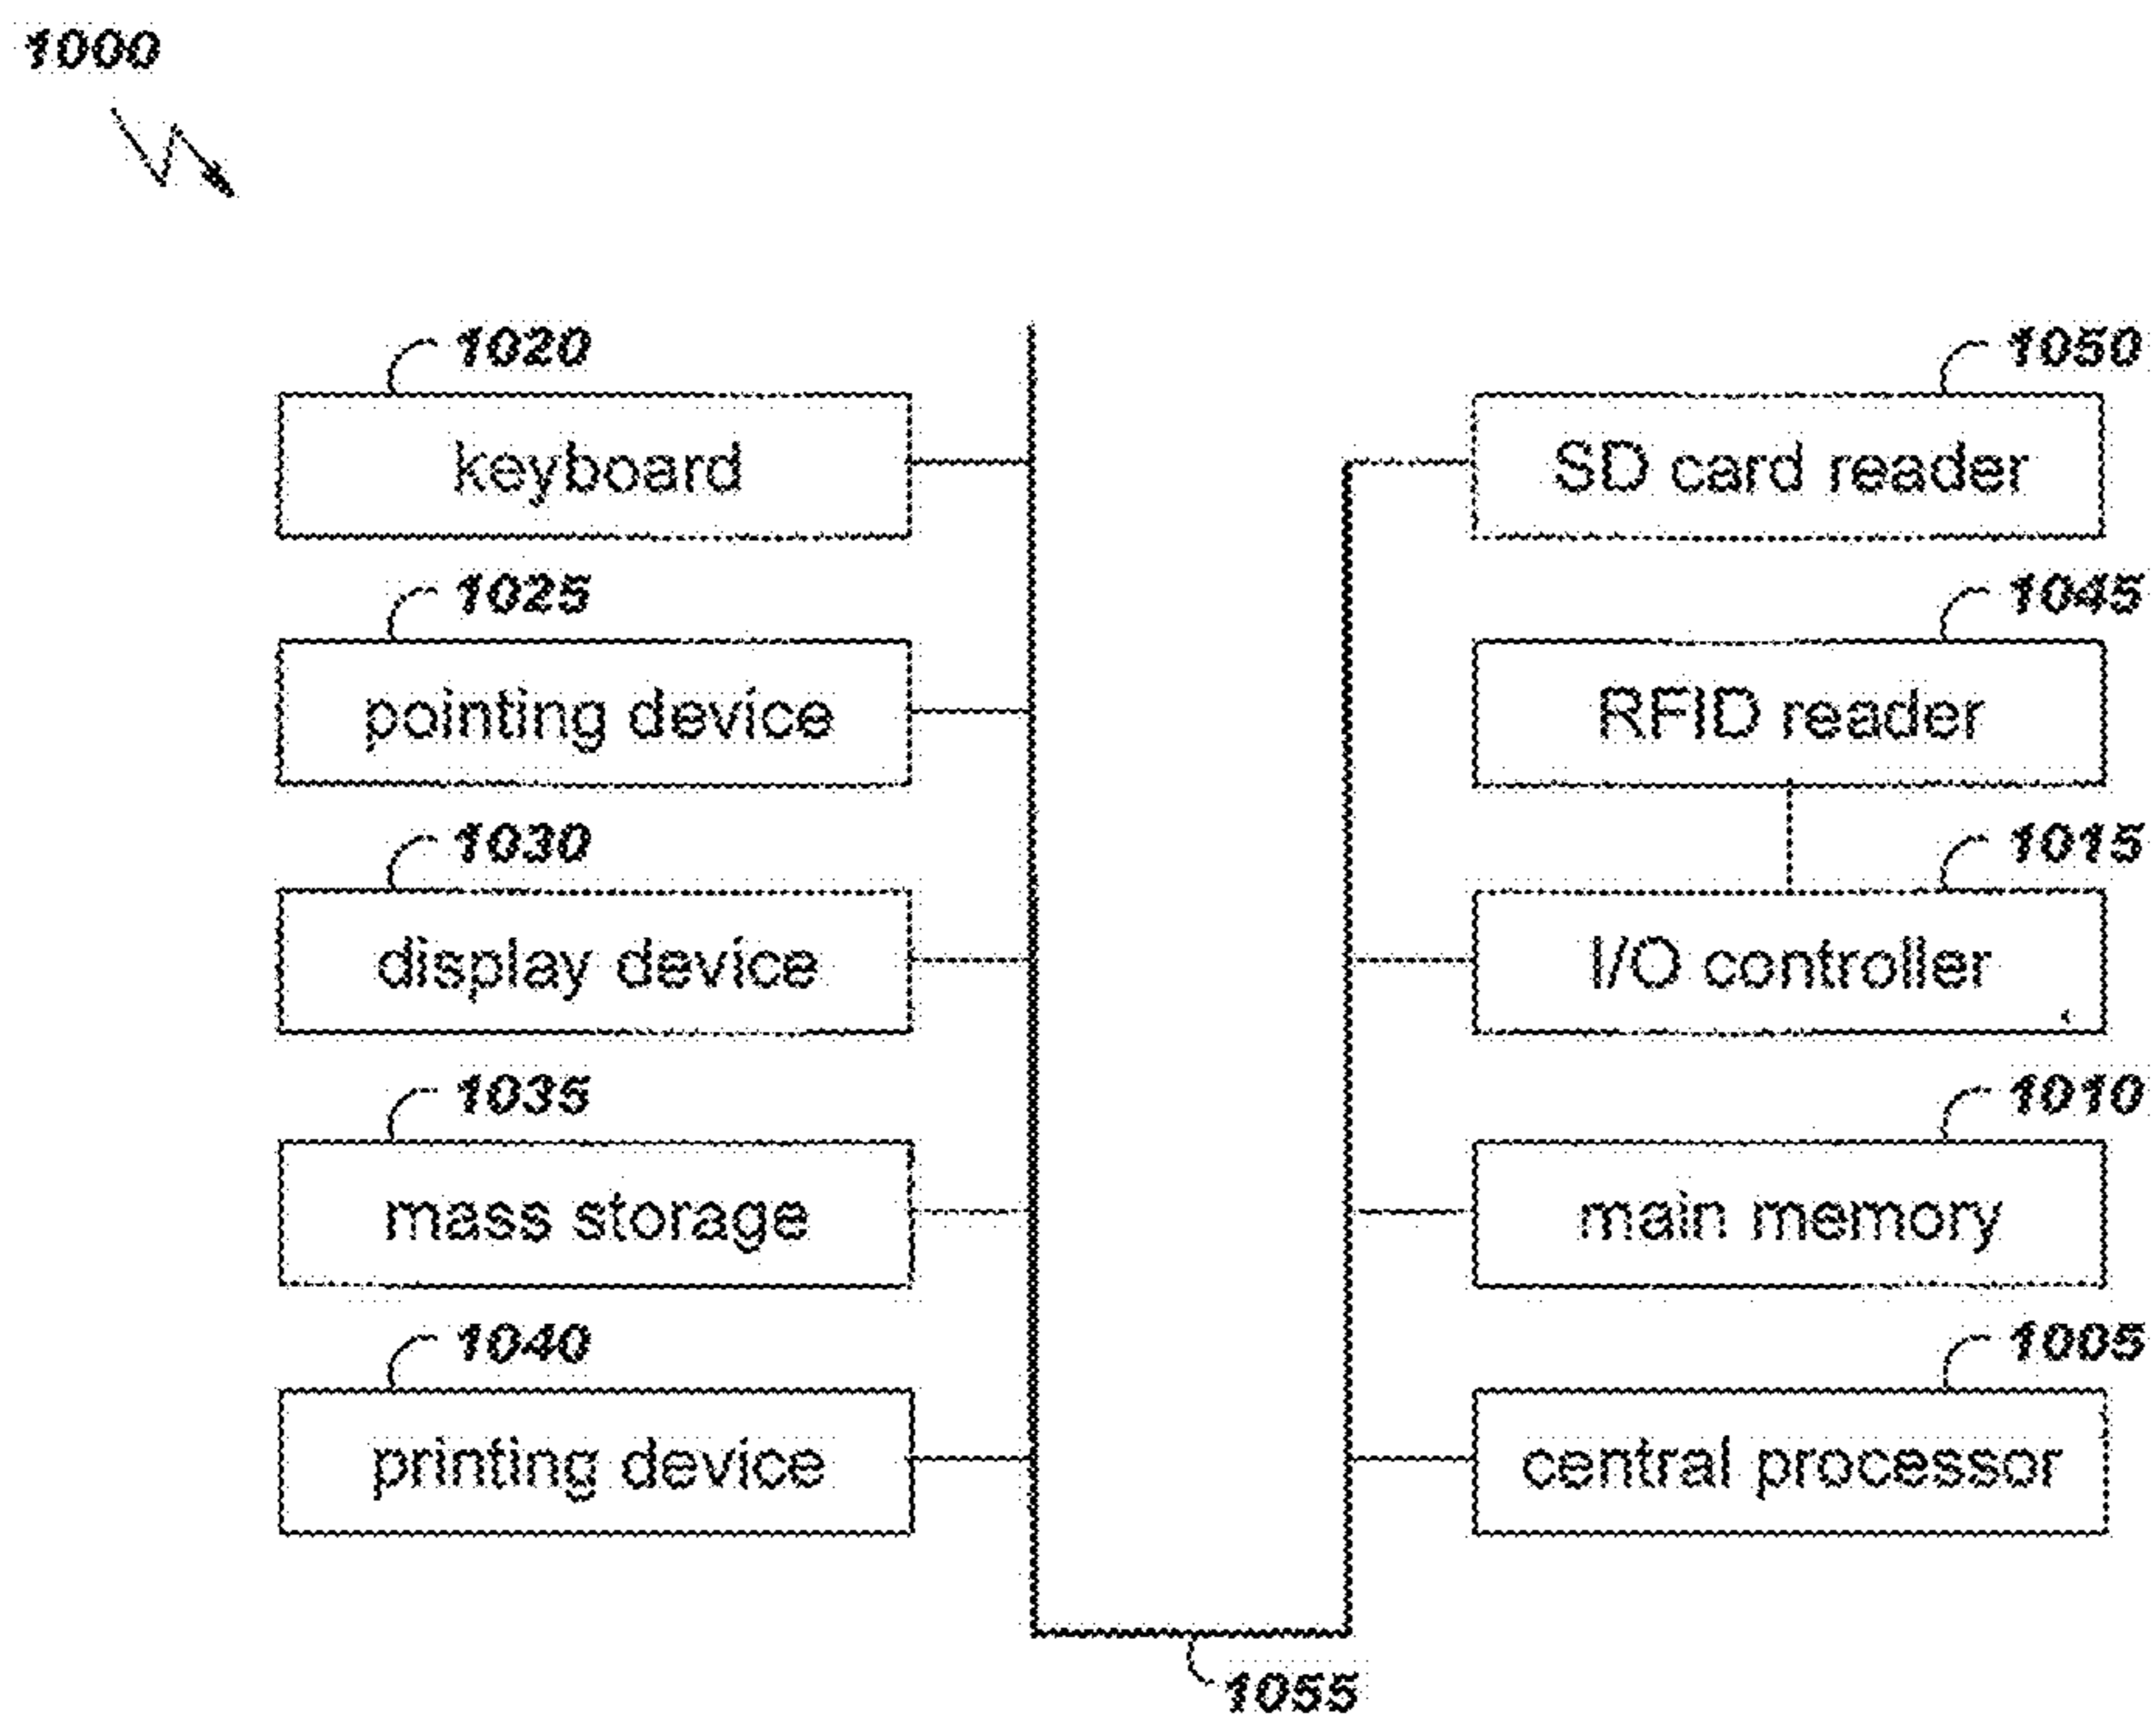 1000
1020
keyboard
1025
pointing device
1030
display device
1035
mass storage
1040
printing device
1050
SD card reader
1045
RFID reader
1015
I/O controller
1010
main memory
1005
central processor
1055